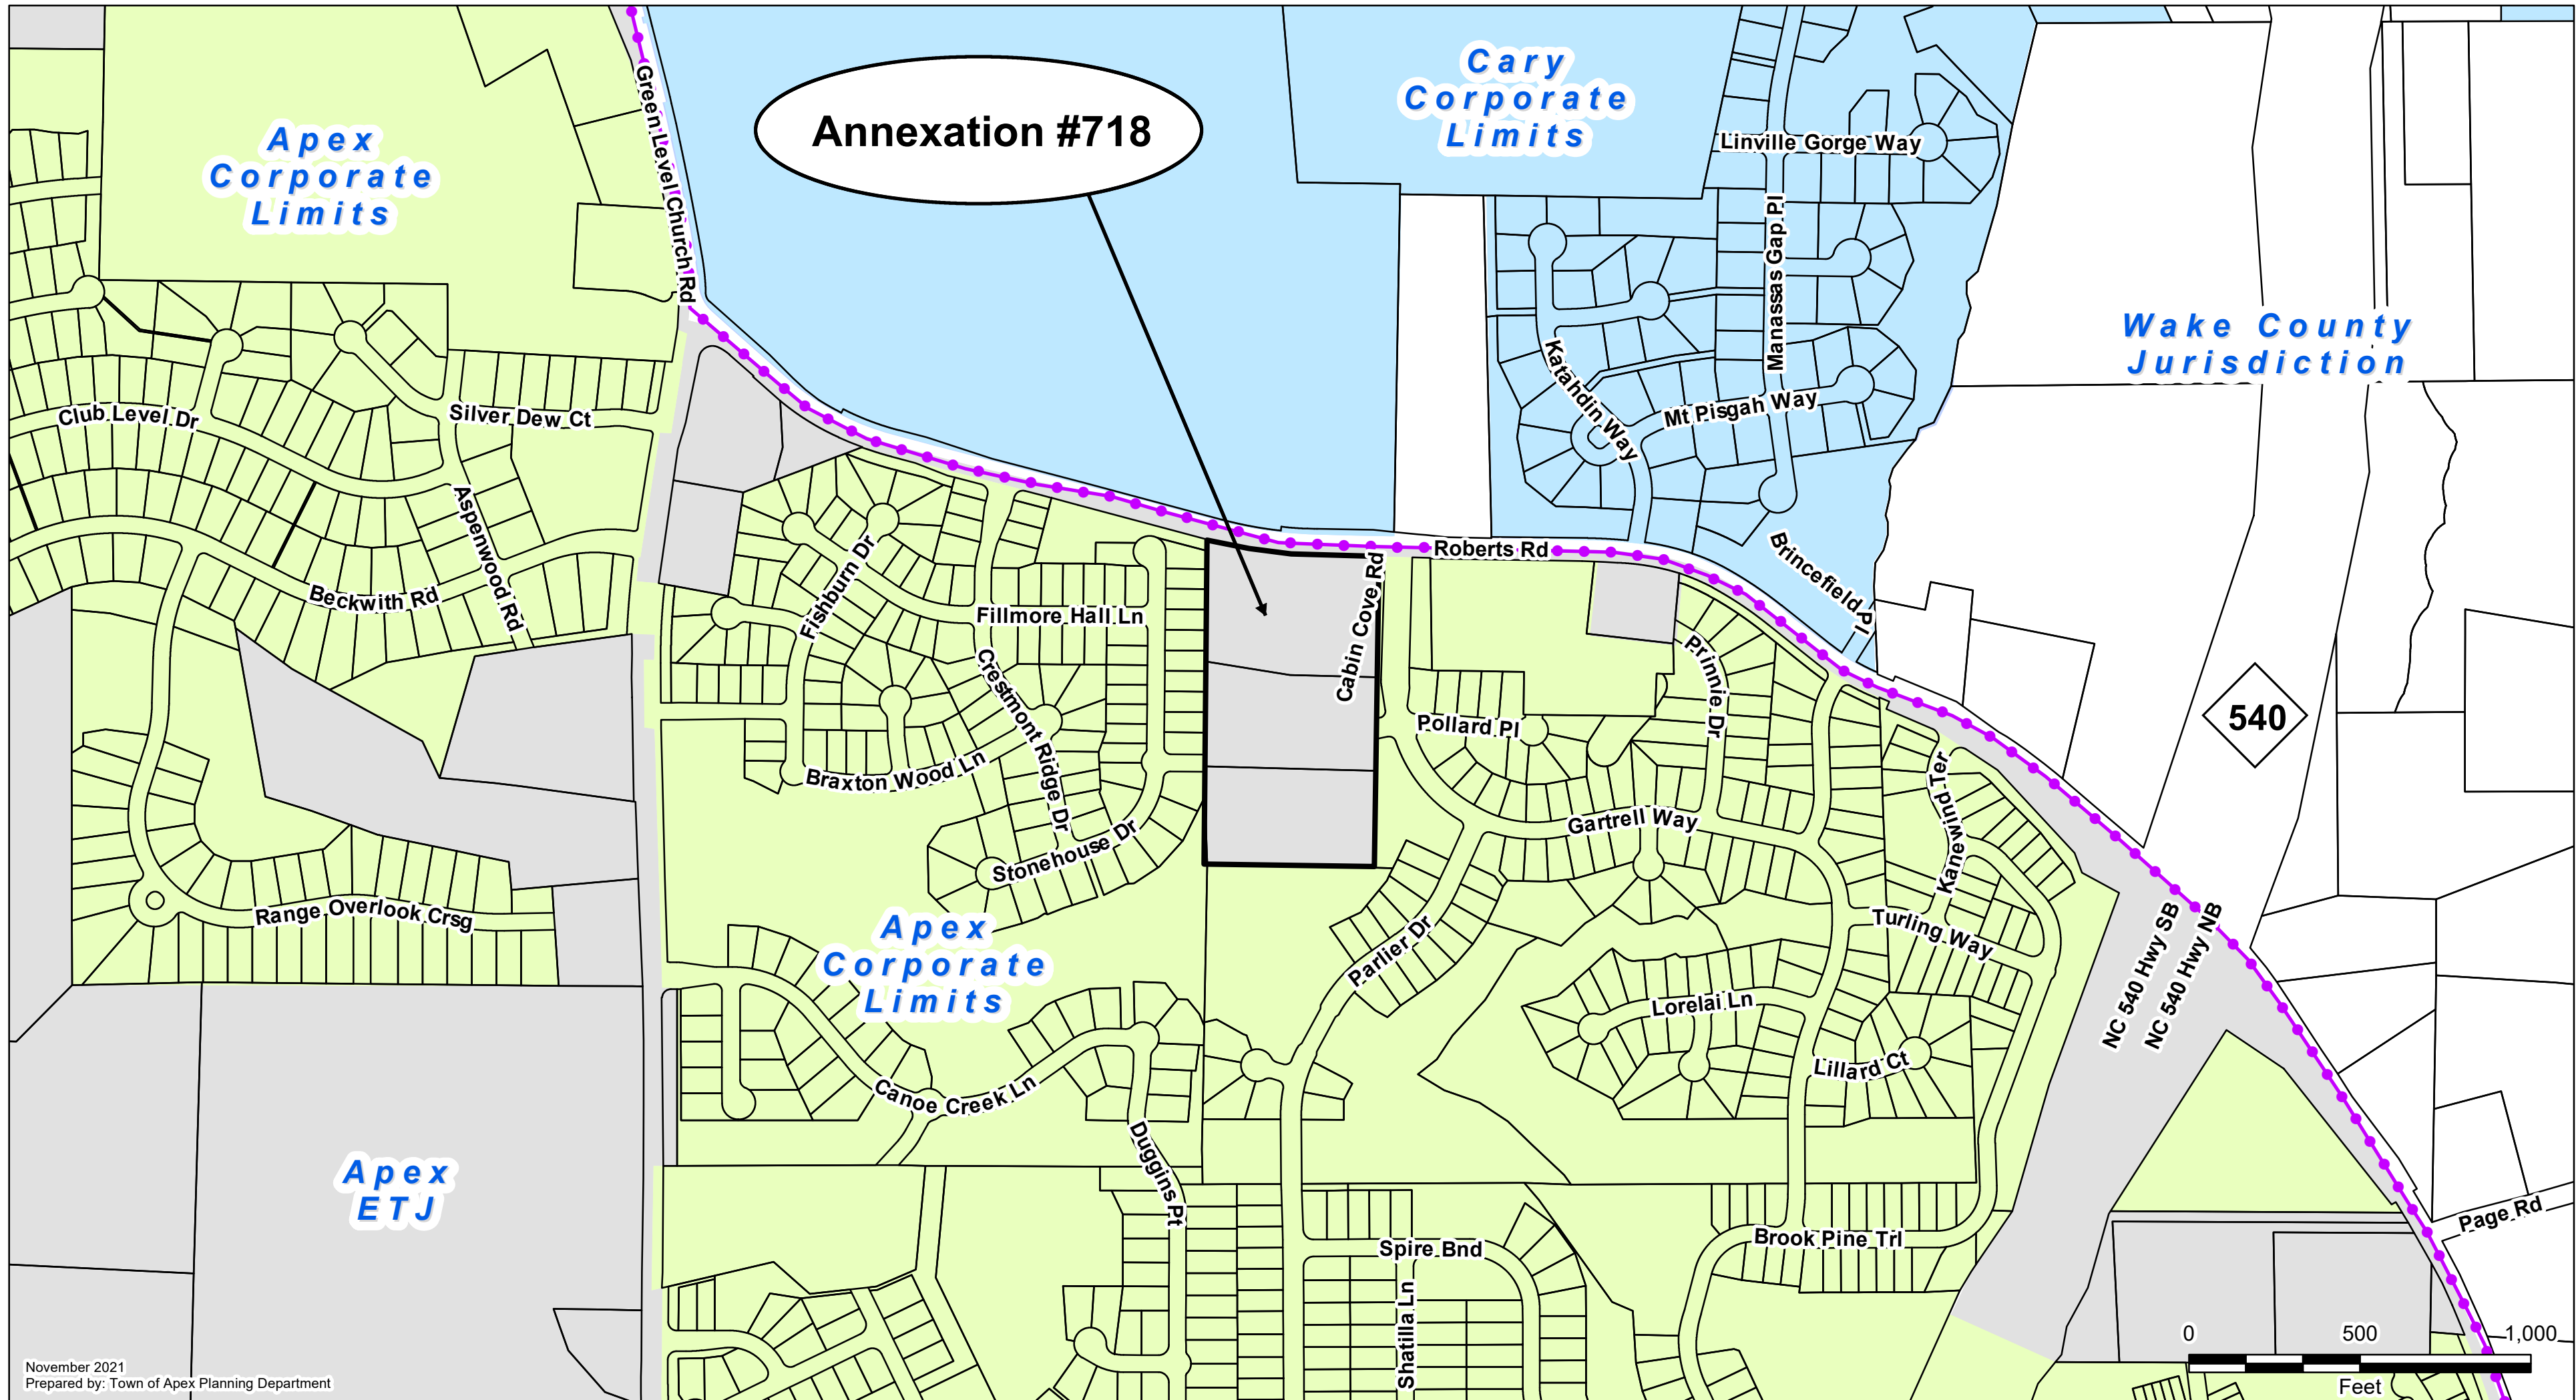 Annexation #718
Cary
Corporate
Limits
Apex
Corporate
Limits
Green Level Church Rd
Linville Gorge Way
Manassas Gap Pl
Katahdin Way
Mt Pisgah Way
Wake County
Jurisdiction
Club Level Dr
Silver Dew Ct
Aspenwood Rd
Beckwith Rd
Roberts Rd
Brincefield Pl
Fishburn Dr
Fillmore Hall Ln
Cabin Cove Rd
Crestmont Ridge Dr
Prinnie Dr
Pollard Pl
540
Braxton Wood Ln
Kanewind Ter
Gartrell Way
Stonehouse Dr
Range Overlook Crsg
Apex
Corporate
Limits
Parlier Dr
Turling Way
NC 540 Hwy SB
NC 540 Hwy NB
Lorelai Ln
Lillard Ct
Canoe Creek Ln
Duggins Pt
Apex
ETJ
Page Rd
Spire Bnd
Brook Pine Trl
Shatilla Ln
0 500 1,000
Feet
November 2021
Prepared by: Town of Apex Planning Department